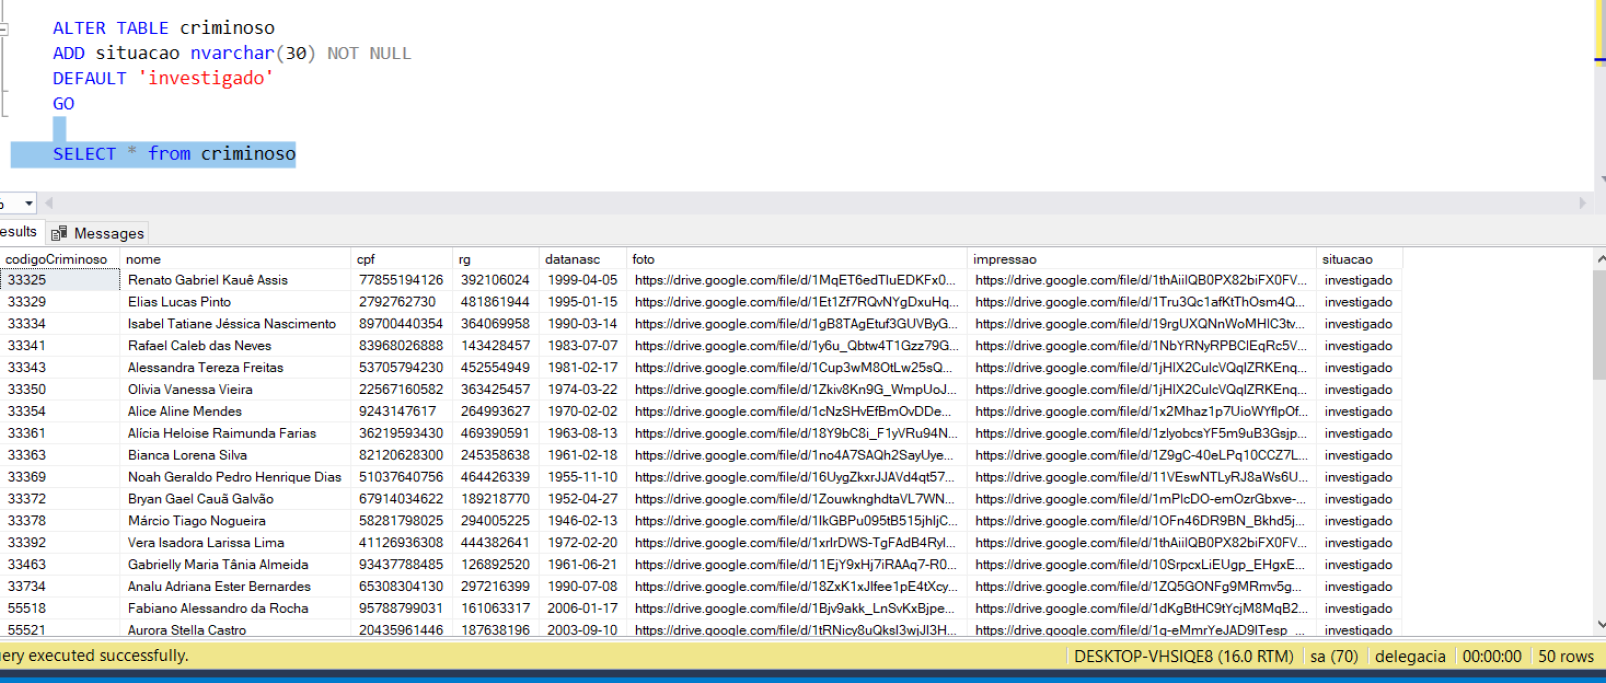 ALTER TABLE criminoso
ADD situacao nvarchar(30) NOT NULL
DEFAULT 'investigado'
GO
SELECT * from criminoso
esults Messages
codigoCriminoso nome cpf rg datanasc foto impressao situacao
33325 Renato Gabriel Kauê Assis 77855194126 392106024 1999-04-05 https://drive.google.com/file/d/1MqET6edTIuEDKFx0... https://drive.google.com/file/d/1thAiilQB0PX82biFX0FV... investigado
33329 Elias Lucas Pinto 2792762730 481861944 1995-01-15 https://drive.google.com/file/d/1Et1Zf7RQvNYgDxuHq... https://drive.google.com/file/d/1Tru3Qc1afKtThOsm4Q... investigado
33334 Isabel Tatiane Jéssica Nascimento 89700440354 364069958 1990-03-14 https://drive.google.com/file/d/1gB8TAgEtuf3GUVByG... https://drive.google.com/file/d/19rgUXQNnWoMHlC3tv... investigado
33341 Rafael Caleb das Neves 83968026888 143428457 1983-07-07 https://drive.google.com/file/d/1y6u_Qbtw4T1Gzz79G... https://drive.google.com/file/d/1NbYRNyRPBClEqRc5V... investigado
33343 Alessandra Tereza Freitas 53705794230 452554949 1981-02-17 https://drive.google.com/file/d/1Cup3wM8OtLw25sQ... https://drive.google.com/file/d/1jHlX2CulcVQqlZRKEnq... investigado
33350 Olivia Vanessa Vieira 22567160582 363425457 1974-03-22 https://drive.google.com/file/d/1Zkiv8Kn9G_WmpUoJ... https://drive.google.com/file/d/1jHlX2CulcVQqlZRKEnq... investigado
33354 Alice Aline Mendes 9243147617 264993627 1970-02-02 https://drive.google.com/file/d/1cNzSHvEfBmOvDDe... https://drive.google.com/file/d/1x2Mhaz1p7UioWYflpOf... investigado
33361 Alícia Heloise Raimunda Farias 36219593430 469390591 1963-08-13 https://drive.google.com/file/d/18Y9bC8i_F1yVRu94N... https://drive.google.com/file/d/1zlyobcsYF5m9uB3Gsjp... investigado
33363 Bianca Lorena Silva 82120628300 245358638 1961-02-18 https://drive.google.com/file/d/1no4A7SAQh2SayUye... https://drive.google.com/file/d/1Z9gC-40eLPq10CCZ7L... investigado
33369 Noah Geraldo Pedro Henrique Dias 51037640756 464426339 1955-11-10 https://drive.google.com/file/d/16UygZkxrJJAVd4qt57... https://drive.google.com/file/d/11VEswNTLyRJ8aWs6U... investigado
33372 Bryan Gael Cauã Galvão 67914034622 189218770 1952-04-27 https://drive.google.com/file/d/1ZouwknghdtaVL7WN... https://drive.google.com/file/d/1mPlcDO-emOzrGbxve-... investigado
33378 Márcio Tiago Nogueira 58281798025 294005225 1946-02-13 https://drive.google.com/file/d/1IkGBPu095tB515jhljC... https://drive.google.com/file/d/1OFn46DR9BN_Bkhd5j... investigado
33392 Vera Isadora Larissa Lima 41126936308 444382641 1972-02-20 https://drive.google.com/file/d/1xrIrDWS-TgFAdB4Ryl... https://drive.google.com/file/d/1thAiilQB0PX82biFX0FV... investigado
33463 Gabrielly Maria Tânia Almeida 93437788485 126892520 1961-06-21 https://drive.google.com/file/d/11EjY9xHj7iRAAq7-R0... https://drive.google.com/file/d/10SrpcxLiEUgp_EHgxE... investigado
33734 Analu Adriana Ester Bernardes 65308304130 297216399 1990-07-08 https://drive.google.com/file/d/18ZxK1xJlfee1pE4tXcy... https://drive.google.com/file/d/1ZQ5GONFg9MRmv5g... investigado
55518 Fabiano Alessandro da Rocha 95788799031 161063317 2006-01-17 https://drive.google.com/file/d/1Bjv9akk_LnSvKxBjpe... https://drive.google.com/file/d/1dKgBtHC9tYcjM8MqB2... investigado
55521 Aurora Stella Castro 20435961446 187638196 2003-09-10 https://drive.google.com/file/d/1tRNicy8uQksI3wjJI3H... https://drive.google.com/file/d/1q-eMmrYeJAD9ITesp_... investigado
ery executed successfully. DESKTOP-VHSIQE8 (16.0 RTM) sa (70) delegacia 00:00:00 50 rows